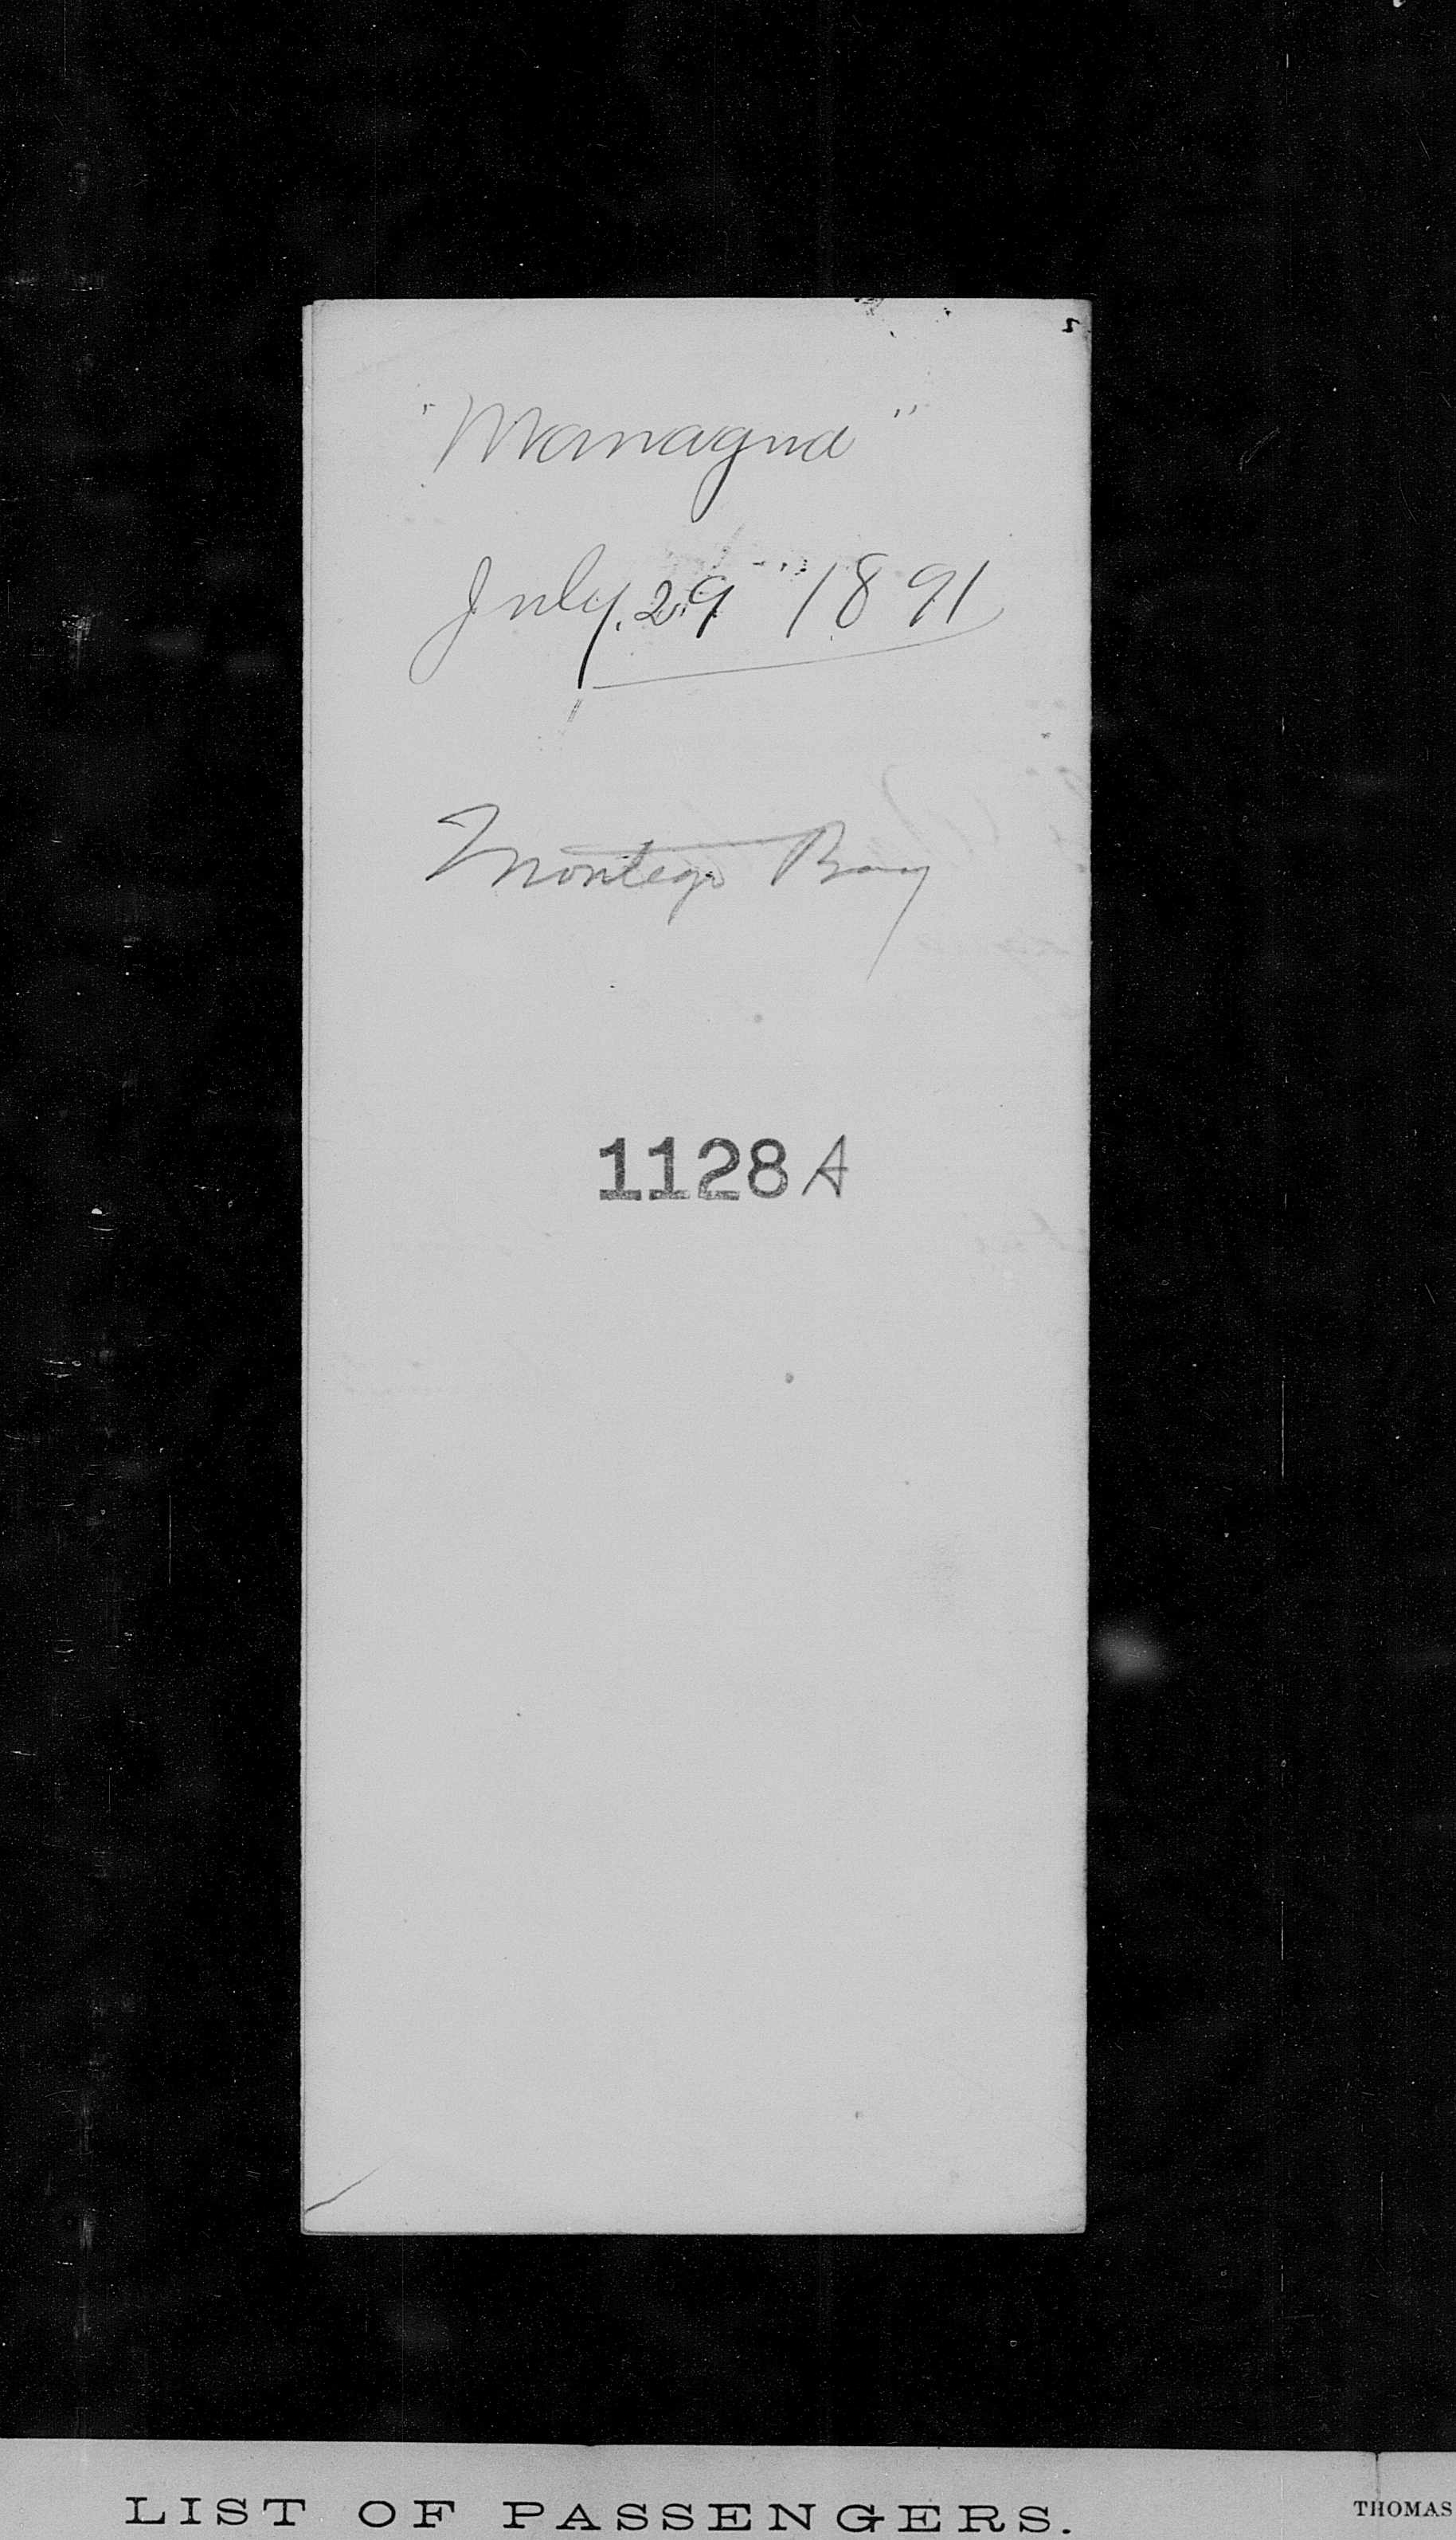 "Managua"
July. 29" 1891
Montego Bay
1128 A
LIST OF PASSENGERS.
THOMAS